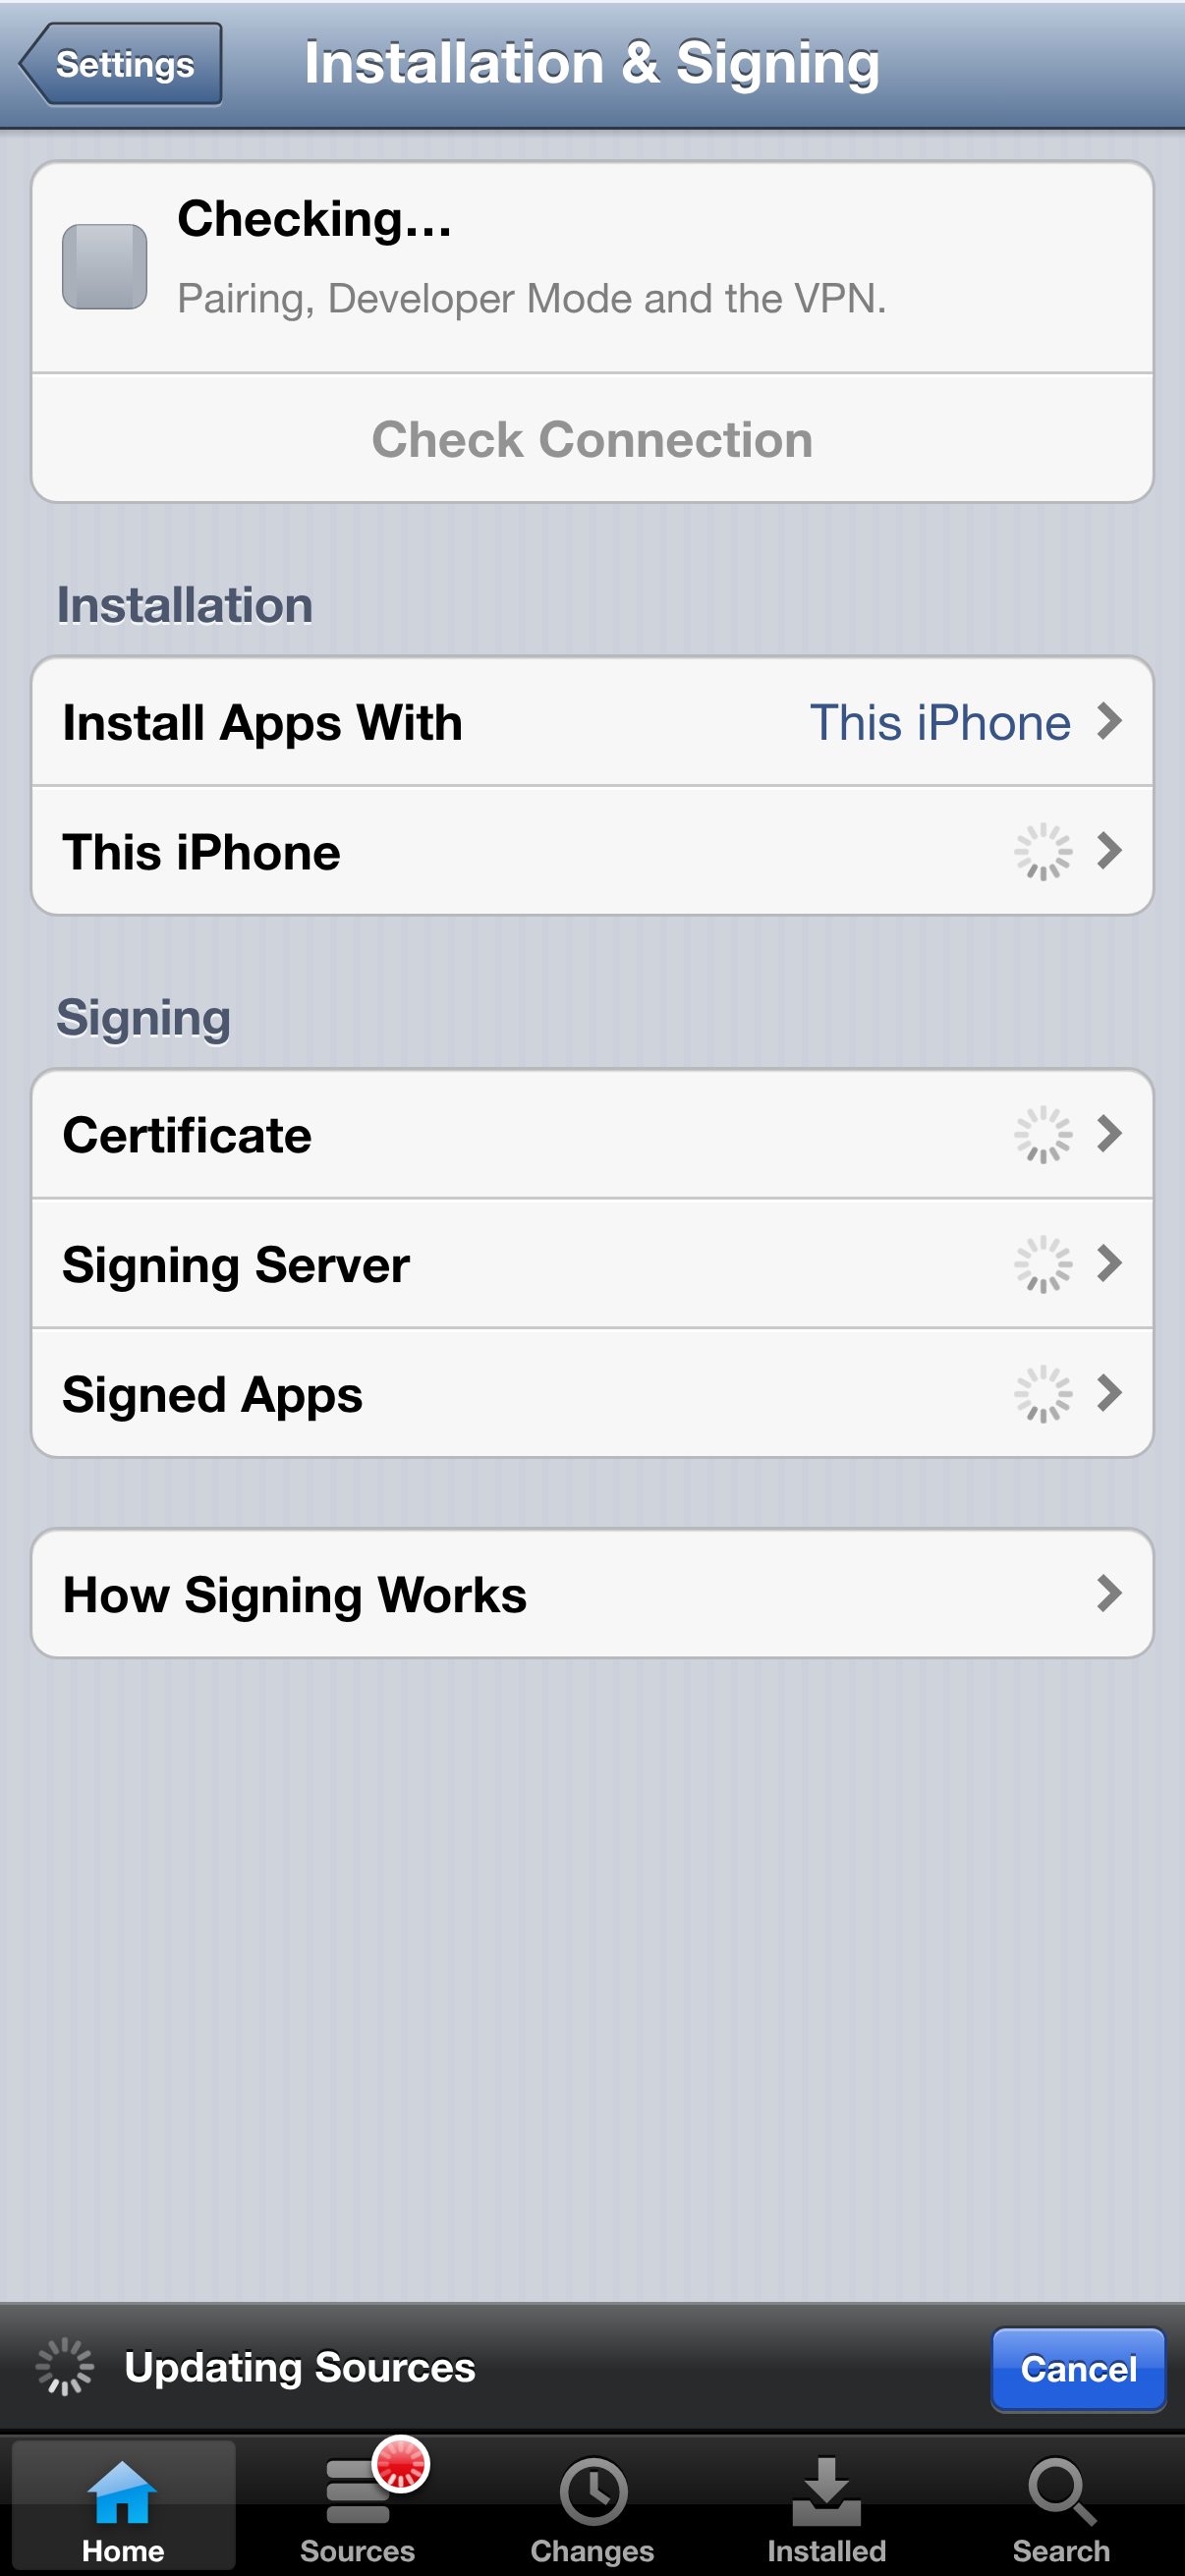 Settings
Installation & Signing
Checking...
Pairing, Developer Mode and the VPN.
Check Connection
Installation
Install Apps With
This iPhone
This iPhone
Signing
Certificate
Signing Server
Signed Apps
How Signing Works
Updating Sources
Cancel
Home
Sources
Changes
Installed
Search